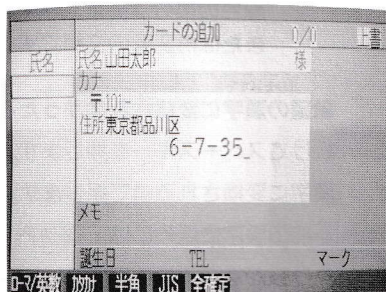 カードの追加 0/0 上書
氏名 氏名 山田太郎 様
カナ
〒101-
住所 東京都品川区
6-7-35_
メモ
誕生日 TEL マーク
ローマ/英数 カタカナ 半角 JIS 全確定